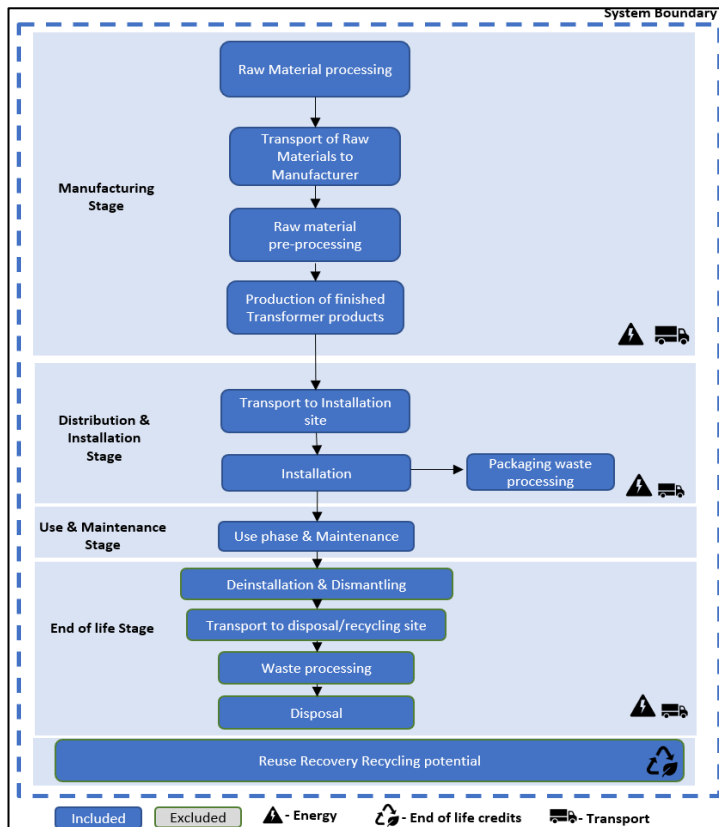 System Boundary
Raw Material processing
Transport of Raw
Materials to
Manufacturer
Manufacturing
Stage
Raw material
pre-processing
Production of finished
Transformer products
Transport to Installation
site
Distribution &
Installation
Stage
Installation
Packaging waste
processing
Use & Maintenance
Stage
Use phase & Maintenance
Deinstallation & Dismantling
End of life Stage
Transport to disposal/recycling site
Waste processing
Disposal
Reuse Recovery Recycling potential
Included
Excluded
- Energy
- End of life credits
- Transport